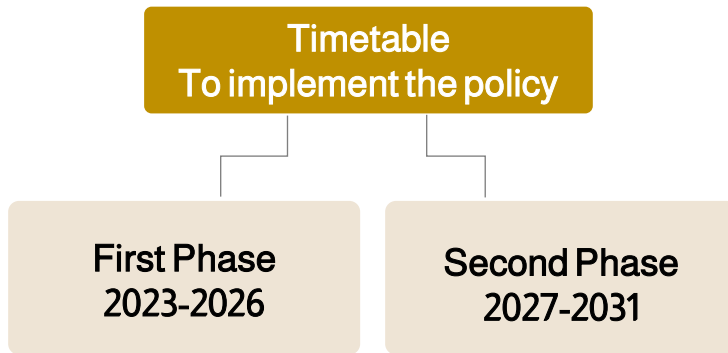 Timetable
To implement the policy
First Phase
2023-2026
Second Phase
2027-2031